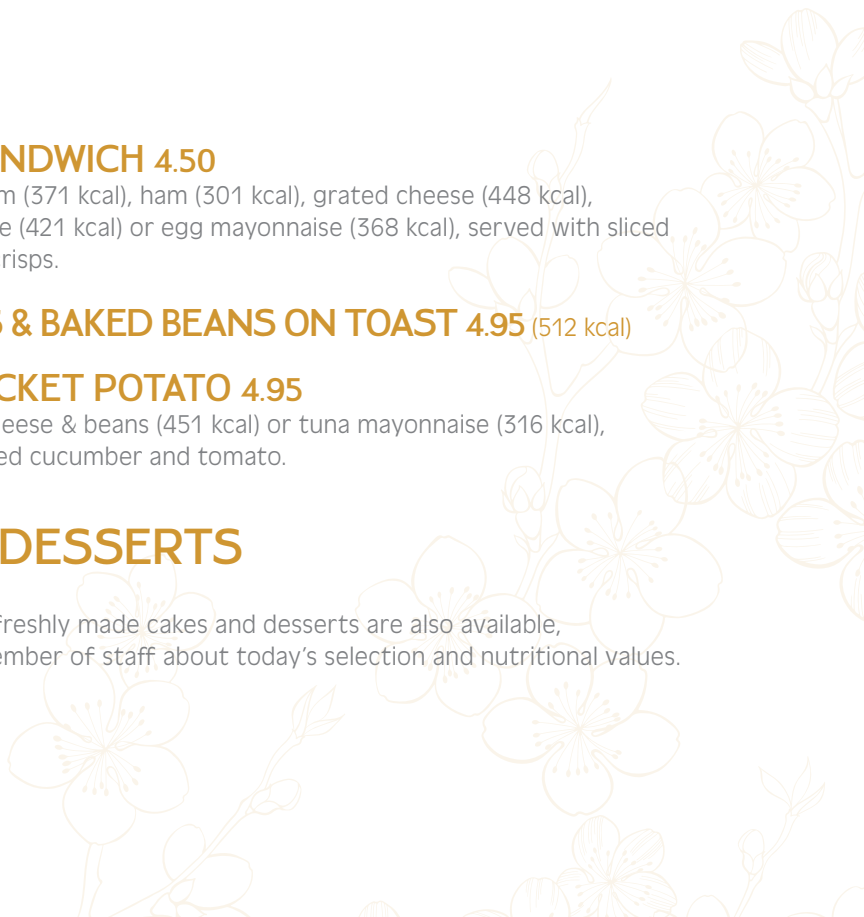 NDWICH 4.50
m (371 kcal), ham (301 kcal), grated cheese (448 kcal),
e (421 kcal) or egg mayonnaise (368 kcal), served with sliced
risps.
& BAKED BEANS ON TOAST 4.95 (512 kcal)
CKET POTATO 4.95
eese & beans (451 kcal) or tuna mayonnaise (316 kcal),
ed cucumber and tomato.
DESSERTS
freshly made cakes and desserts are also available,
ember of staff about today's selection and nutritional values.